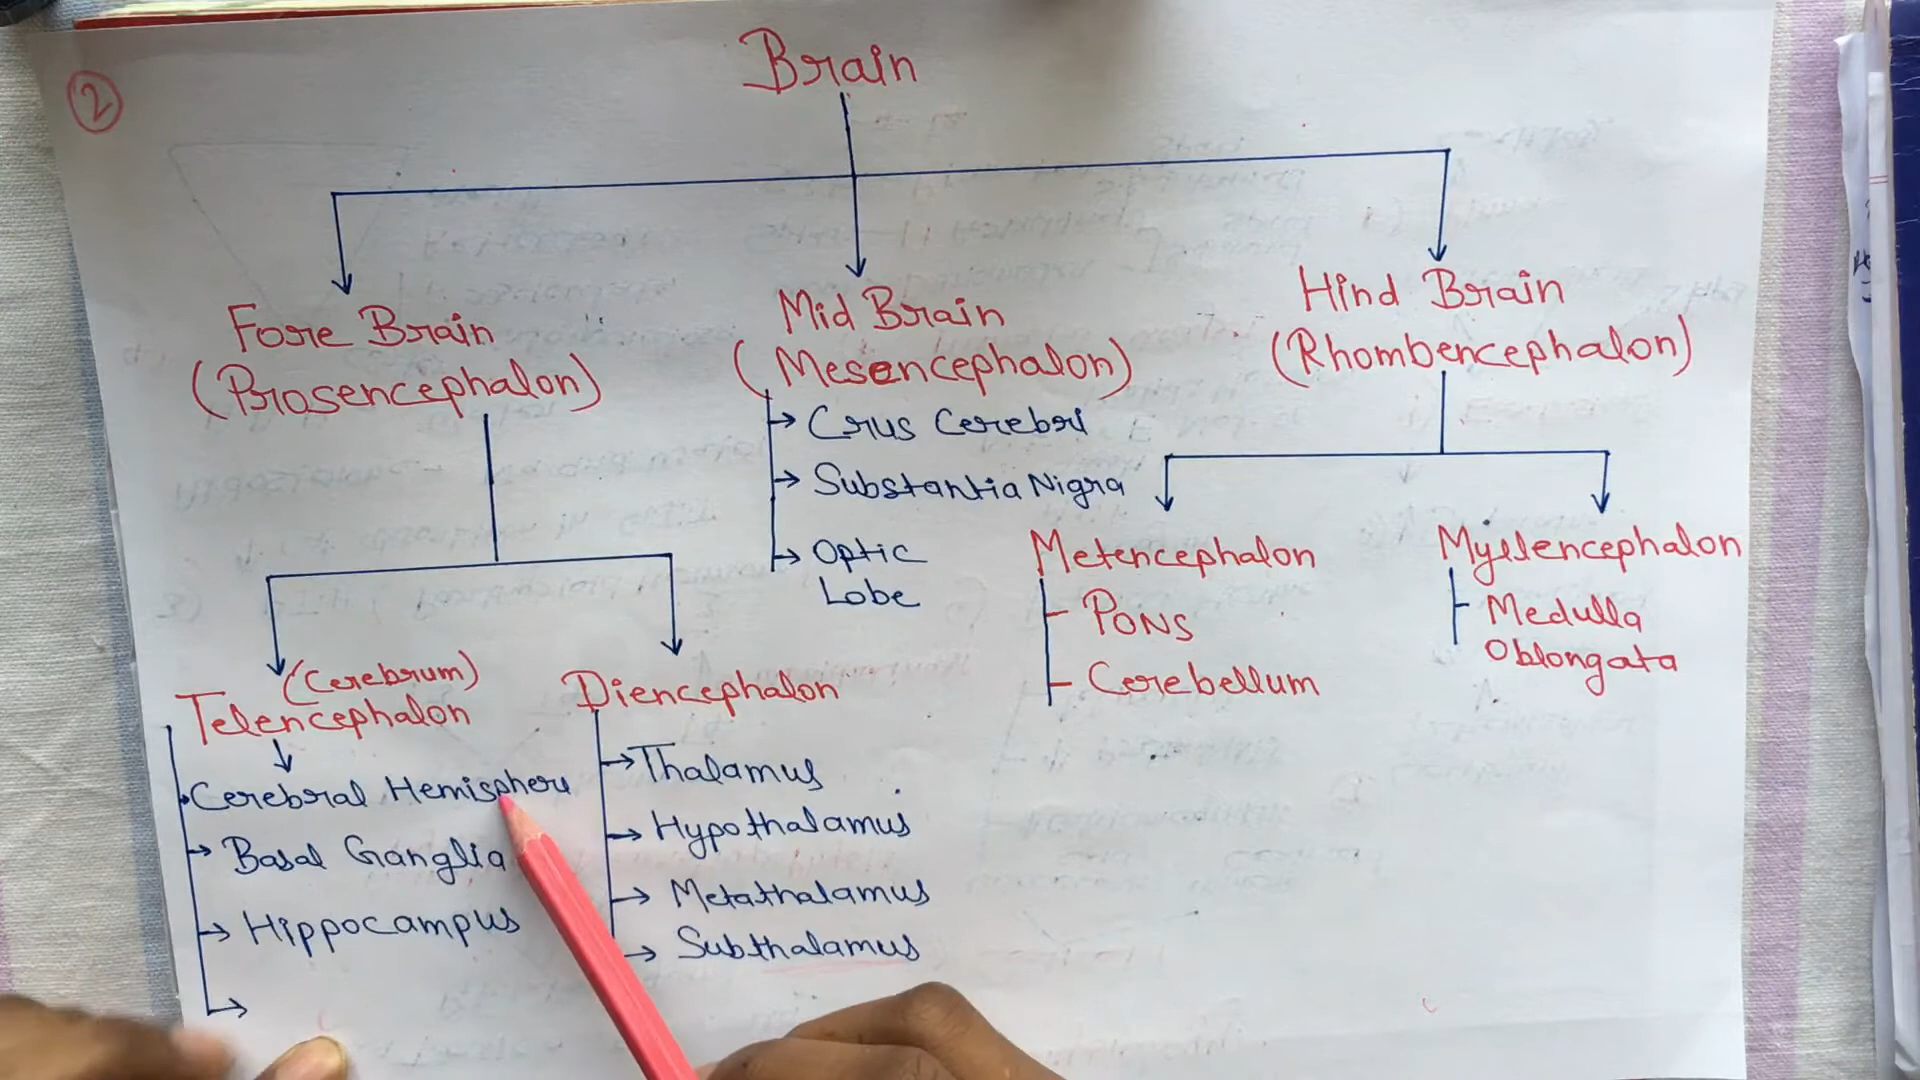 2
Brain
Fore Brain
(Prosencephalon)
Mid Brain
(Mesencephalon)
Crus Cerebri
Substantia Nigra
Optic
Lobe
Hind Brain
(Rhombencephalon)
Metencephalon
PONS
Cerebellum
Myelencephalon
Medulla
Oblongata
(Cerebrum)
Telencephalon
Cerebral Hemisphere
Basal Ganglia
Hippocampus
Diencephalon
Thalamus
Hypothalamus
Metathalamus
Subthalamus